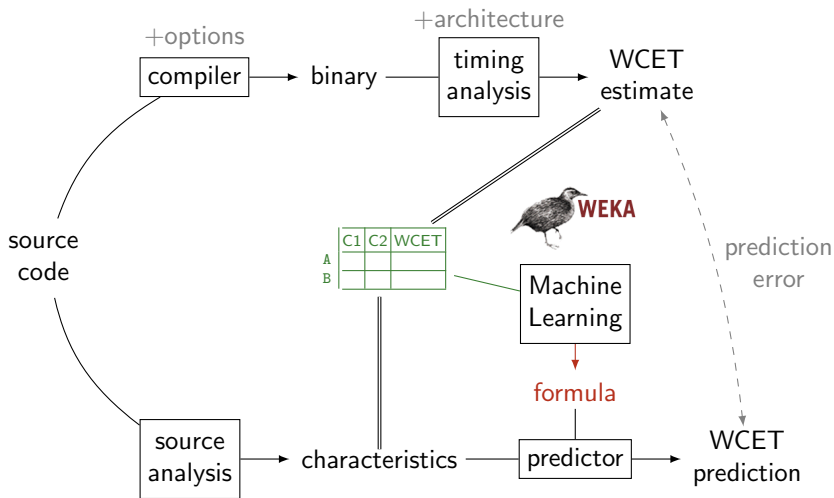 +options
+architecture
compiler
binary
timing
analysis
WCET
estimate
WEKA
source
code
C1 C2 WCET
A
B
prediction
error
Machine
Learning
formula
source
analysis
characteristics
predictor
WCET
prediction